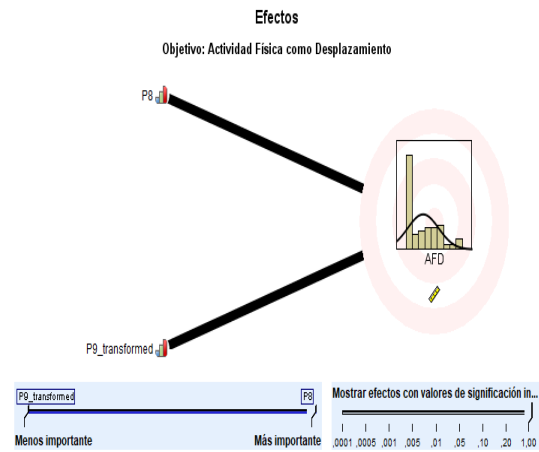 Efectos
Objetivo: Actividad Física como Desplazamiento
P8
AFD
P9_transformed
P9_transformed P8
Menos importante Más importante
Mostrar efectos con valores de significación in...
,0001 ,0005 ,001 ,005 ,01 ,05 ,10 ,20 1,00